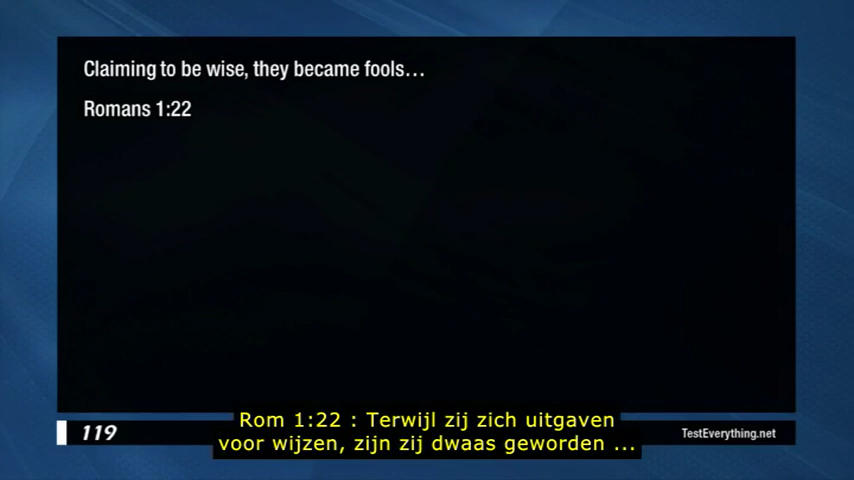 Claiming to be wise, they became fools...
Romans 1:22
Rom 1:22 : Terwijl zij zich uitgaven
voor wijzen, zijn zij dwaas geworden ...
119
TestEverything.net